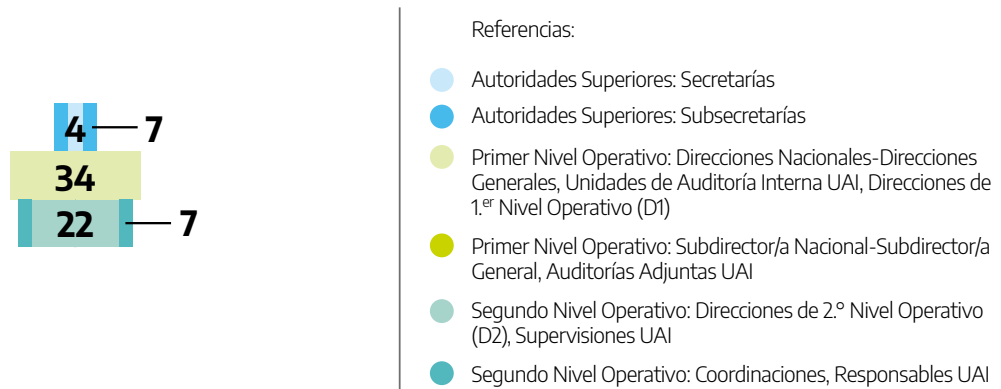 4 7
34
22 7
Referencias:
Autoridades Superiores: Secretarías
Autoridades Superiores: Subsecretarías
Primer Nivel Operativo: Direcciones Nacionales-Direcciones
Generales, Unidades de Auditoría Interna UAI, Direcciones de
1.er Nivel Operativo (D1)
Primer Nivel Operativo: Subdirector/a Nacional-Subdirector/a
General, Auditorías Adjuntas UAI
Segundo Nivel Operativo: Direcciones de 2.º Nivel Operativo
(D2), Supervisiones UAI
Segundo Nivel Operativo: Coordinaciones, Responsables UAI